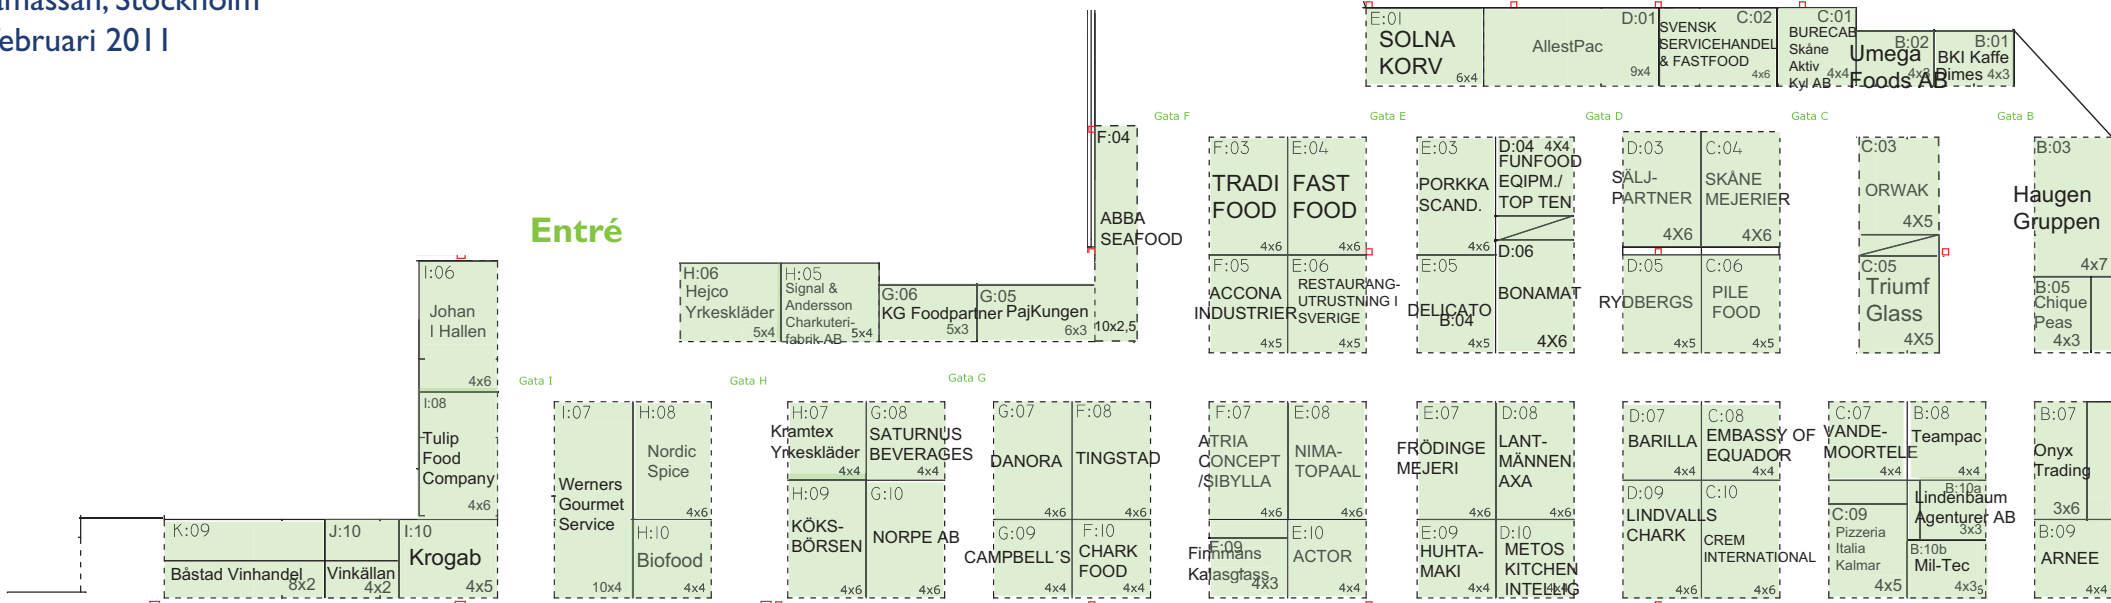 februari 2011
Entré
E:01
SOLNA
KORV
6x4
D:01
AllestPac
9x4
C:02
SVENSK
SERVICEHANDEL
& FASTFOOD
4x6
C:01
BURECAB
Skåne
Aktiv
Kyl AB
4x4
B:02
Umega
Foods AB
4x3
B:01
BKI Kaffe
Dimes 4x3
Gata F
Gata E
Gata D
Gata C
Gata B
F:04
ABBA
SEAFOOD
10x2,5
F:03
TRADI
FOOD
4x6
E:04
FAST
FOOD
4x6
F:05
ACCONA
INDUSTRIER
4x5
E:06
RESTAURANG-
UTRUSTNING I
SVERIGE
4x5
E:03
PORKKA
SCAND.
4x6
D:04 4X4
FUNFOOD
EQIPM./
TOP TEN
E:05
DELICATO
B:04
4x5
D:06
BONAMAT
4X6
D:03
SÄLJ-
PARTNER
4X6
C:04
SKÅNE
MEJERIER
4X6
D:05
RYDBERGS
4x5
C:06
PILE
FOOD
4x5
C:03
ORWAK
4X5
C:05
Triumf
Glass
4X5
B:03
Haugen
Gruppen
4x7
B:05
Chique
Peas
4x3
I:06
Johan
I Hallen
4x6
I:08
Tulip
Food
Company
4x6
H:06
Hejco
Yrkeskläder
5x4
H:05
Signal &
Andersson
Charkuteri-
fabrik AB
5x4
G:06
KG Foodpartner
5x3
G:05
PajKungen
6x3
Gata I
Gata H
Gata G
K:09
Båstad Vinhandel
8x2
J:10
Vinkällan
4x2
I:10
Krogab
4x5
I:07
Werners
Gourmet
Service
10x4
H:08
Nordic
Spice
4x6
H:10
Biofood
4x4
H:07
Kramtex
Yrkeskläder
4x4
G:08
SATURNUS
BEVERAGES
4x4
H:09
KÖKS-
BÖRSEN
4x6
G:10
NORPE AB
4x6
G:07
DANORA
4x6
F:08
TINGSTAD
4x6
G:09
CAMPBELL´S
4x4
F:10
CHARK
FOOD
4x4
F:07
ATRIA
CONCEPT
/SIBYLLA
4x6
E:08
NIMA-
TOPAAL
4x6
F:09
Finnmans
Kalasglass
4x3
E:10
ACTOR
4x4
E:07
FRÖDINGE
MEJERI
4x6
D:08
LANT-
MÄNNEN
AXA
4x6
E:09
HUHTA-
MAKI
4x4
D:10
METOS
KITCHEN
INTELLIG
4x4
D:07
BARILLA
4x4
C:08
EMBASSY OF
EQUADOR
4x4
D:09
LINDVALLS
CHARK
4x6
C:10
CREM
INTERNATIONAL
4x6
C:07
VANDE-
MOORTELE
4x4
B:08
Teampac
4x4
C:09
Pizzeria
Italia
Kalmar
4x5
B:10a
Lindenbaum
Agenturer AB
3x3
B:10b
Mil-Tec
4x3
B:07
Onyx
Trading
3x6
B:09
ARNEE
4x4